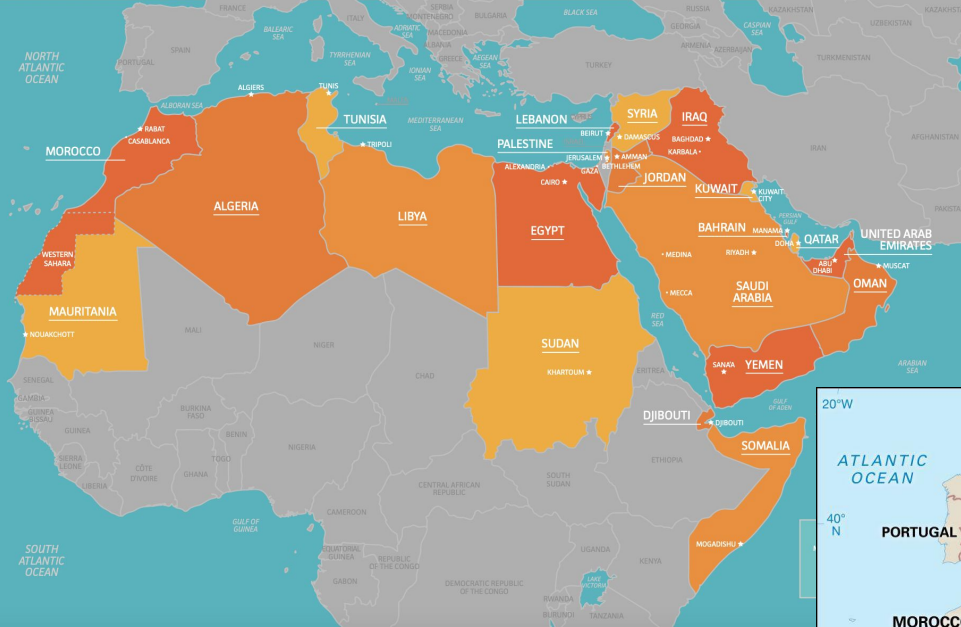 FRANCE
ITALY
SERBIA
MONTENEGRO
BULGARIA
BLACK SEA
RUSSIA
KAZAKHSTAN
GEORGIA
CASPIAN
SEA
UZBEKISTAN
BALEARIC
SEA
ADRIATIC
SEA
MACEDONIA
ALBANIA
NORTH
ATLANTIC
OCEAN
PORTUGAL
SPAIN
TYRRHENIAN
SEA
GREECE
AEGEAN
SEA
IONIAN
SEA
TURKEY
ARMENIA
AZERBAIJAN
TURKMENISTAN
ALGIERS
TUNIS
ALBORAN SEA
MEDITERRANEAN
SEA
TUNISIA
TRIPOLI
LEBANON
BEIRUT
SYRIA
DAMASCUS
IRAQ
BAGHDAD
KARBALA
IRAN
AFGHANISTAN
RABAT
CASABLANCA
MOROCCO
PALESTINE
JERUSALEM
AMMAN
BETHLEHEM
GAZA
ALEXANDRIA
CAIRO
JORDAN
KUWAIT
KUWAIT
CITY
ALGERIA
LIBYA
EGYPT
PERSIAN
GULF
BAHRAIN
MANAMA
DOHA
QATAR
UNITED ARAB
EMIRATES
ABU
DHABI
MUSCAT
OMAN
MEDINA
RIYADH
MECCA
SAUDI
ARABIA
WESTERN
SAHARA
MAURITANIA
NOUAKCHOTT
MALI
NIGER
CHAD
SUDAN
KHARTOUM
RED
SEA
ERITREA
SANA'A
YEMEN
ARABIAN
SEA
GULF
OF ADEN
SENEGAL
GAMBIA
GUINEA
BISSAU
GUINEA
SIERRA
LEONE
LIBERIA
CÔTE
D'IVOIRE
BURKINA
FASO
GHANA
TOGO
BENIN
NIGERIA
DJIBOUTI
DJIBOUTI
ETHIOPIA
SOMALIA
MOGADISHU
CENTRAL AFRICAN
REPUBLIC
SOUTH
SUDAN
CAMEROON
GULF OF
GUINEA
SOUTH
ATLANTIC
OCEAN
EQUATORIAL
GUINEA
GABON
REPUBLIC
OF THE CONGO
DEMOCRATIC REPUBLIC
OF THE CONGO
UGANDA
KENYA
LAKE
VICTORIA
RWANDA
BURUNDI
TANZANIA
20°W
ATLANTIC
OCEAN
40°
N
PORTUGAL